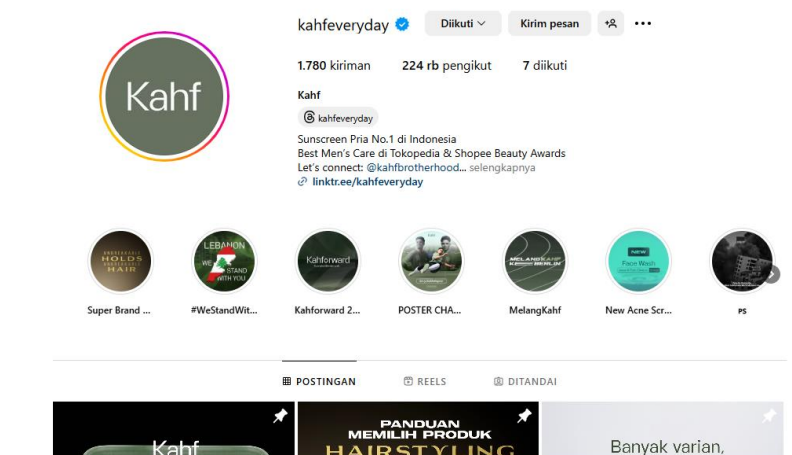 kahfeveryday
Diikuti
Kirim pesan
1.780 kiriman
224 rb pengikut
7 diikuti
Kahf
Kahf
kahfeveryday
Sunscreen Pria No.1 di Indonesia
Best Men's Care di Tokopedia & Shopee Beauty Awards
Let's connect: @kahfbrotherhood... selengkapnya
linktr.ee/kahfeveryday
HOLDS
HAIR
LEBANON
WE STAND
WITH YOU
Kahforward
NEW
Face Wash
Super Brand ...
#WeStandWit...
Kahforward 2...
POSTER CHA...
MelangKahf
New Acne Scr...
PS
POSTINGAN
REELS
DITANDAI
Kahf
PANDUAN
MEMILIH PRODUK
HAIRSTYLING
Banyak varian,